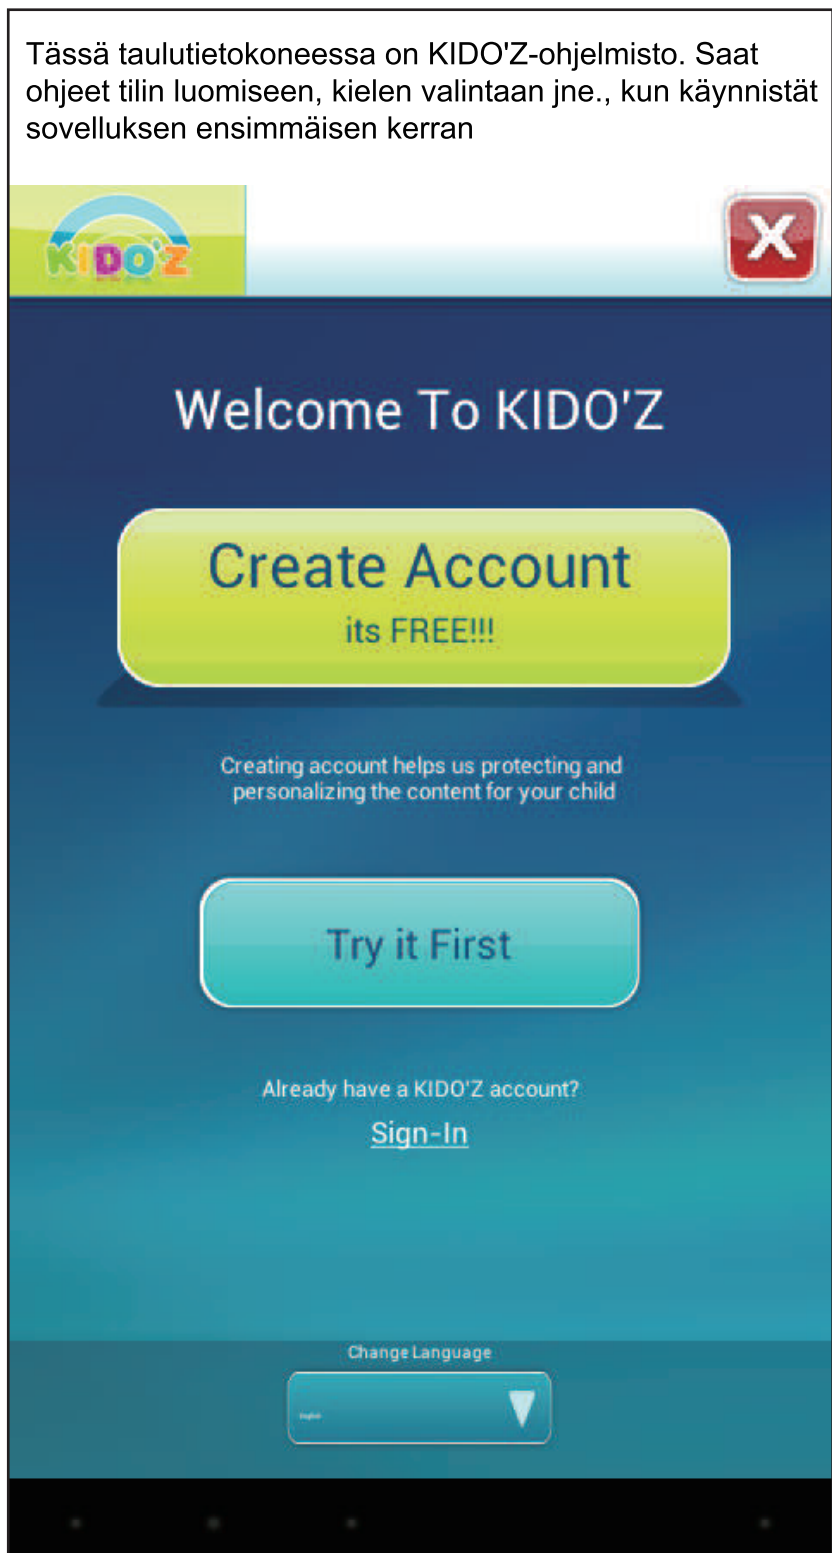 Tässä taulutietokoneessa on KIDO'Z-ohjelmisto. Saat
ohjeet tilin luomiseen, kielen valintaan jne., kun käynnistät
sovelluksen ensimmäisen kerran
KIDO'Z
X
Welcome To KIDO'Z
Create Account
its FREE!!!
Creating account helps us protecting and
personalizing the content for your child
Try it First
Already have a KIDO'Z account?
Sign-In
Change Language
English